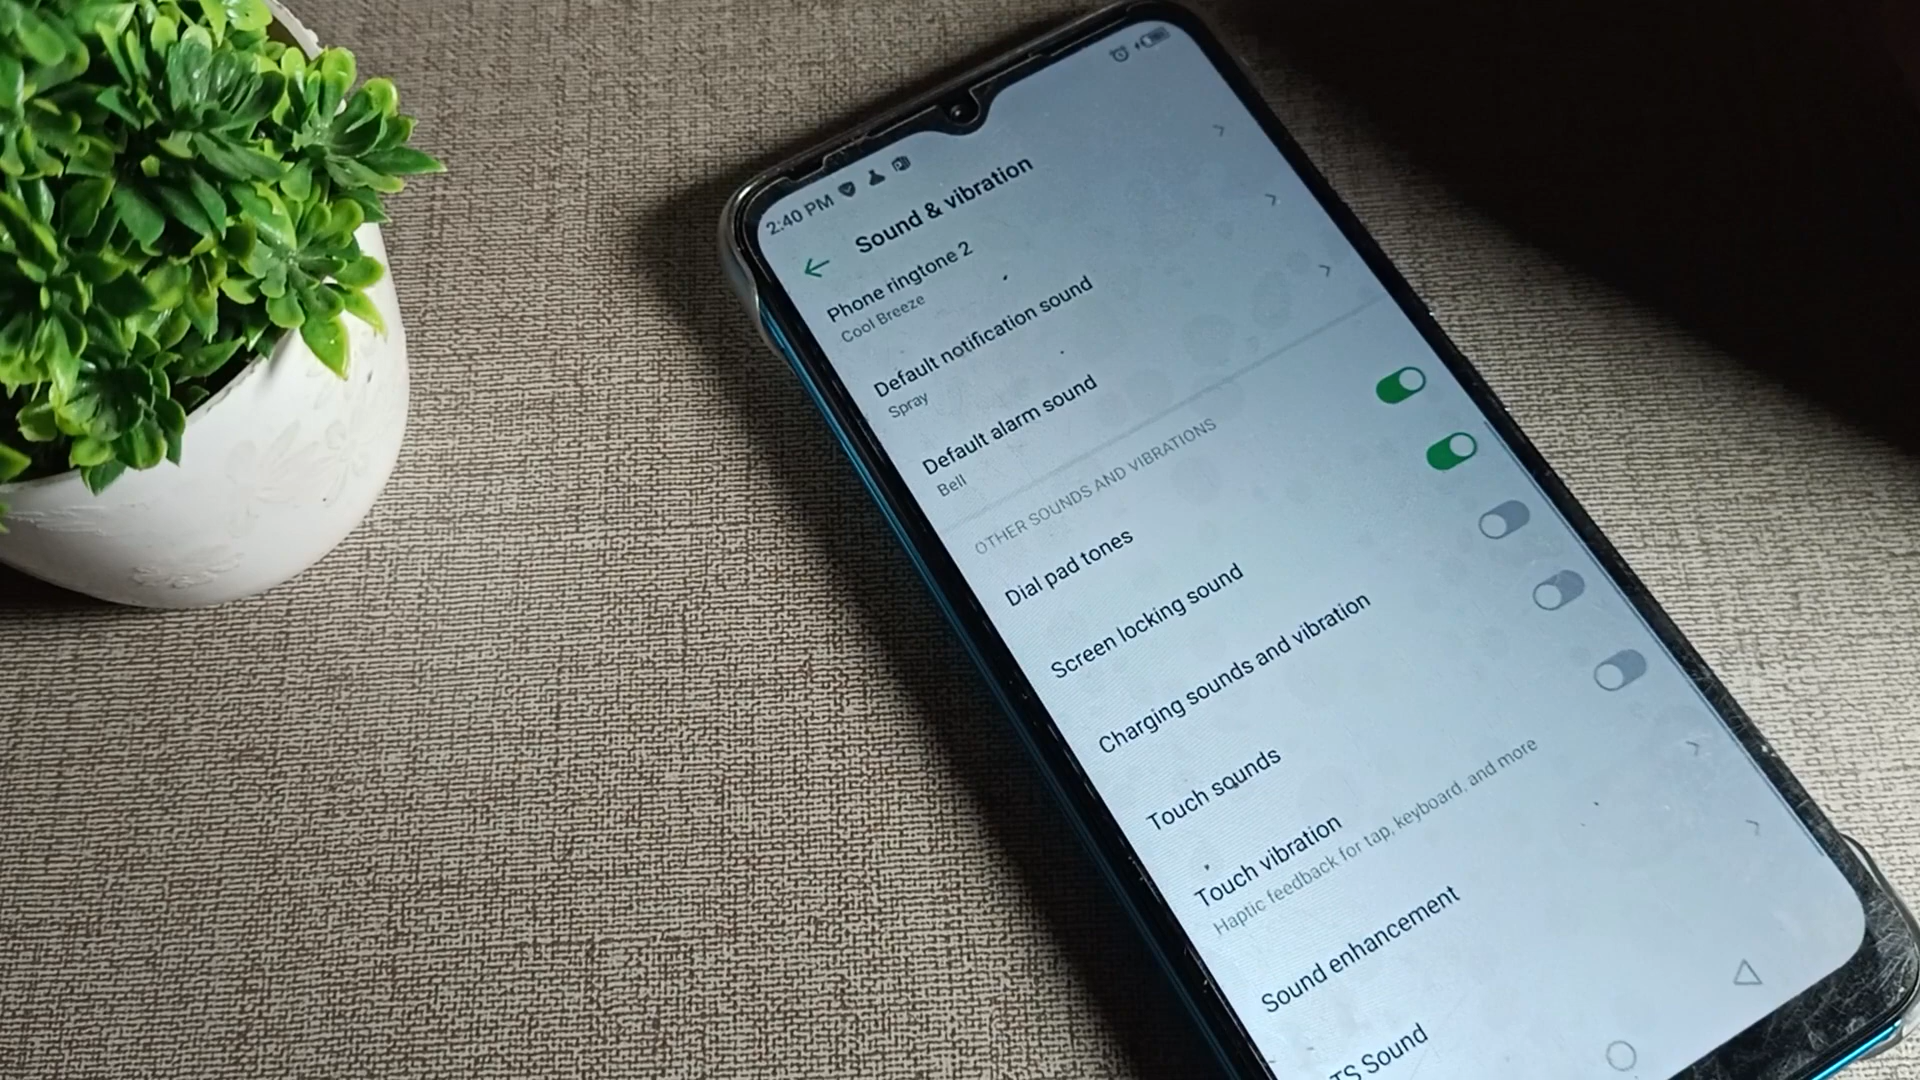 2:40 PM
Sound & vibration
Phone ringtone 2
Cool Breeze
Default notification sound
Spray
Default alarm sound
Bell
OTHER SOUNDS AND VIBRATIONS
Dial pad tones
Screen locking sound
Charging sounds and vibration
Touch sounds
Touch vibration
Haptic feedback for tap, keyboard, and more
Sound enhancement
TS Sound